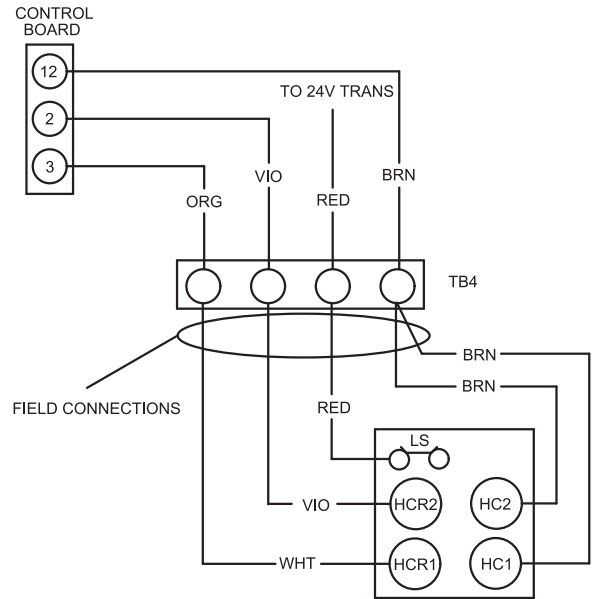 CONTROL
BOARD
12
2
3
TO 24V TRANS
ORG
VIO
RED
BRN
TB4
FIELD CONNECTIONS
BRN
BRN
RED
LS
VIO
HCR2
HC2
WHT
HCR1
HC1